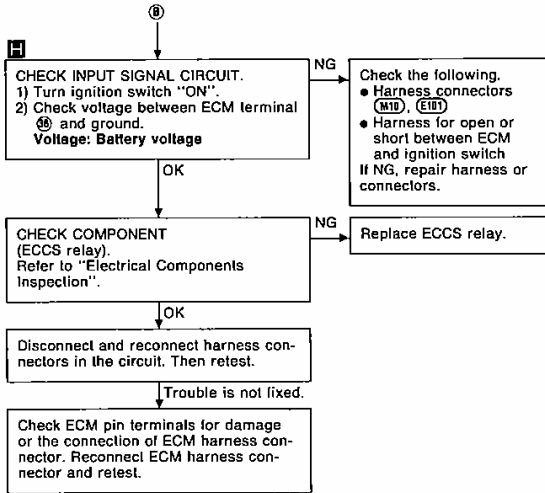 Ⓑ
H
CHECK INPUT SIGNAL CIRCUIT.
1) Turn ignition switch "ON".
2) Check voltage between ECM terminal
㊱ and ground.
Voltage: Battery voltage
NG
Check the following.
● Harness connectors
(M10), (E101)
● Harness for open or
short between ECM
and ignition switch
If NG, repair harness or
connectors.
OK
CHECK COMPONENT
(ECCS relay).
Refer to "Electrical Components
Inspection".
NG
Replace ECCS relay.
OK
Disconnect and reconnect harness con-
nectors in the circuit. Then retest.
Trouble is not fixed.
Check ECM pin terminals for damage
or the connection of ECM harness con-
nector. Reconnect ECM harness con-
nector and retest.